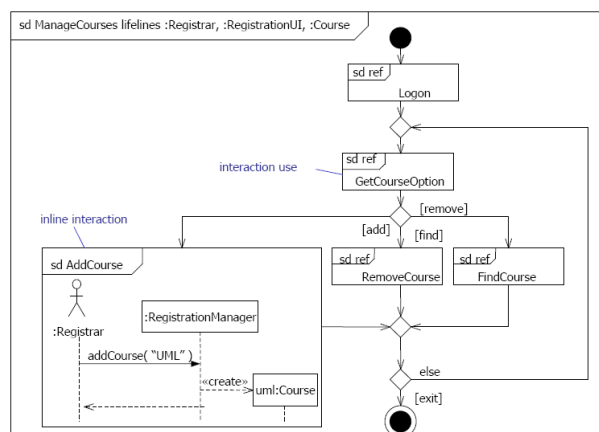 sd ManageCourses lifelines :Registrar, :RegistrationUI, :Course
sd ref
Logon
interaction use
sd ref
GetCourseOption
[remove]
[add]
[find]
inline interaction
sd AddCourse
sd ref
RemoveCourse
sd ref
FindCourse
:Registrar
:RegistrationManager
addCourse( “UML” )
«create»
uml:Course
else
[exit]